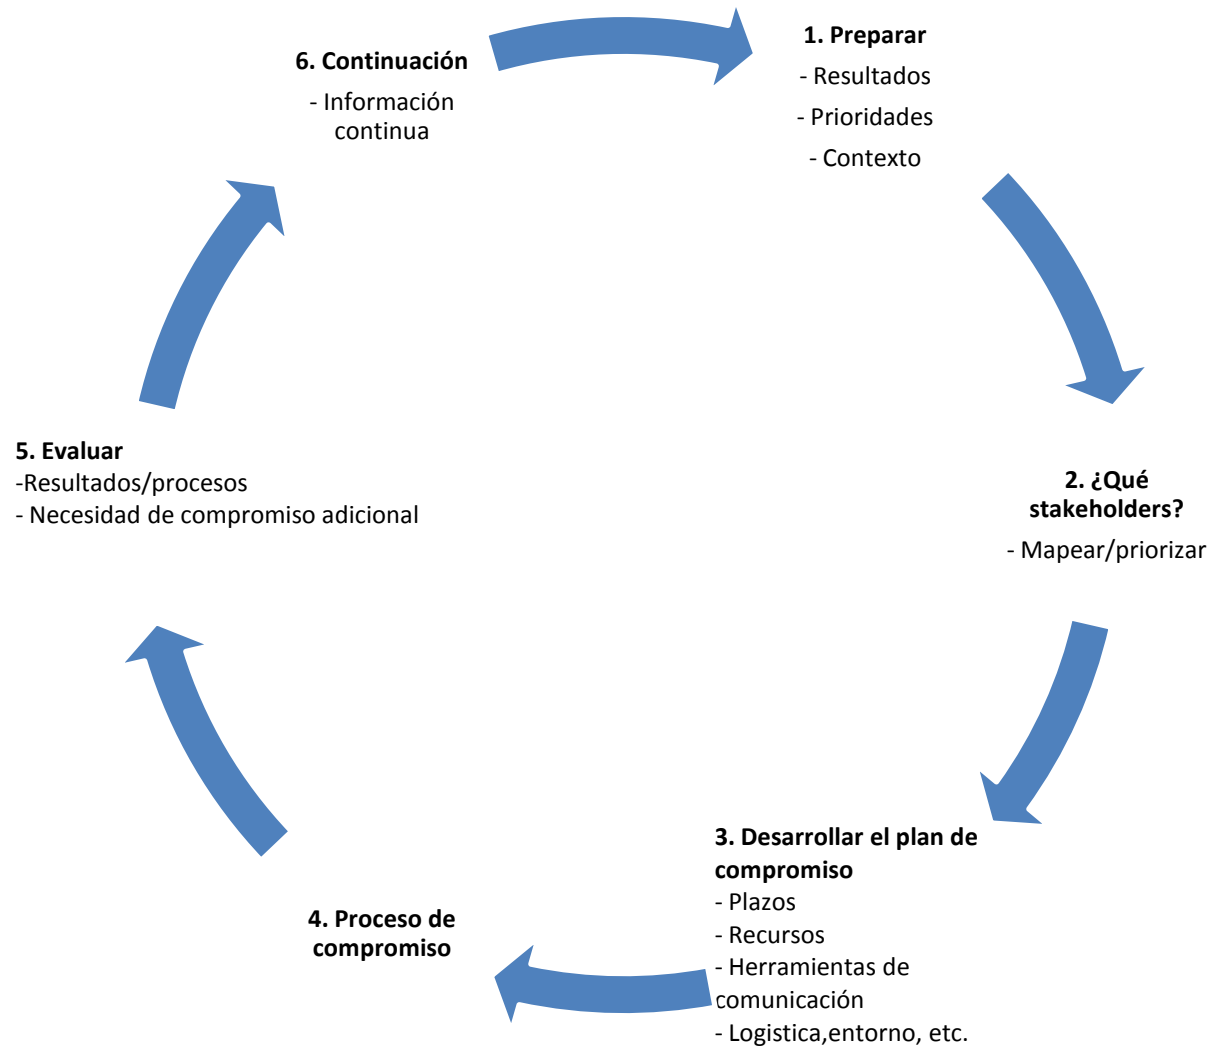 1. Preparar
- Resultados
- Prioridades
- Contexto
2. ¿Qué
stakeholders?
- Mapear/priorizar
3. Desarrollar el plan de
compromiso
- Plazos
- Recursos
- Herramientas de
comunicación
- Logistica,entorno, etc.
4. Proceso de
compromiso
5. Evaluar
-Resultados/procesos
- Necesidad de compromiso adicional
6. Continuación
- Información
continua